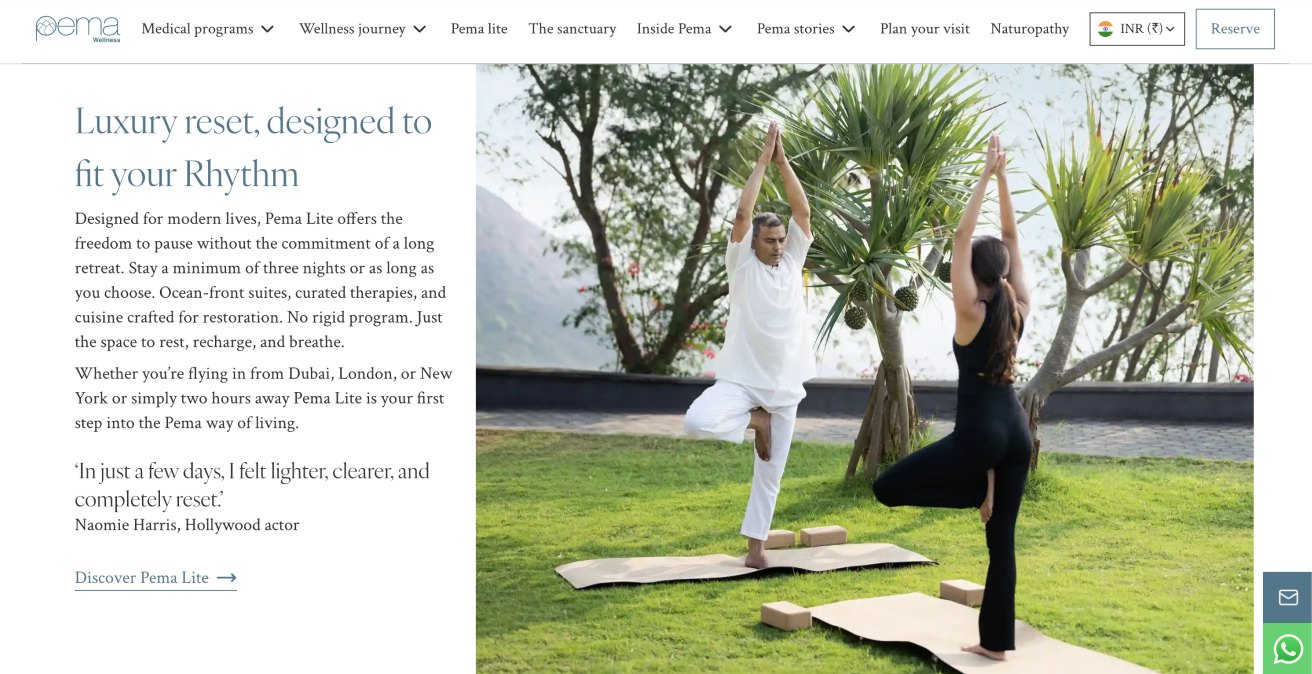 pema
Wellness
Medical programs
Wellness journey
Pema lite
The sanctuary
Inside Pema
Pema stories
Plan your visit
Naturopathy
INR (₹)
Reserve
Luxury reset, designed to
fit your Rhythm
Designed for modern lives, Pema Lite offers the
freedom to pause without the commitment of a long
retreat. Stay a minimum of three nights or as long as
you choose. Ocean-front suites, curated therapies, and
cuisine crafted for restoration. No rigid program. Just
the space to rest, recharge, and breathe.
Whether you’re flying in from Dubai, London, or New
York or simply two hours away Pema Lite is your first
step into the Pema way of living.
‘In just a few days, I felt lighter, clearer, and
completely reset.’
Naomie Harris, Hollywood actor
Discover Pema Lite